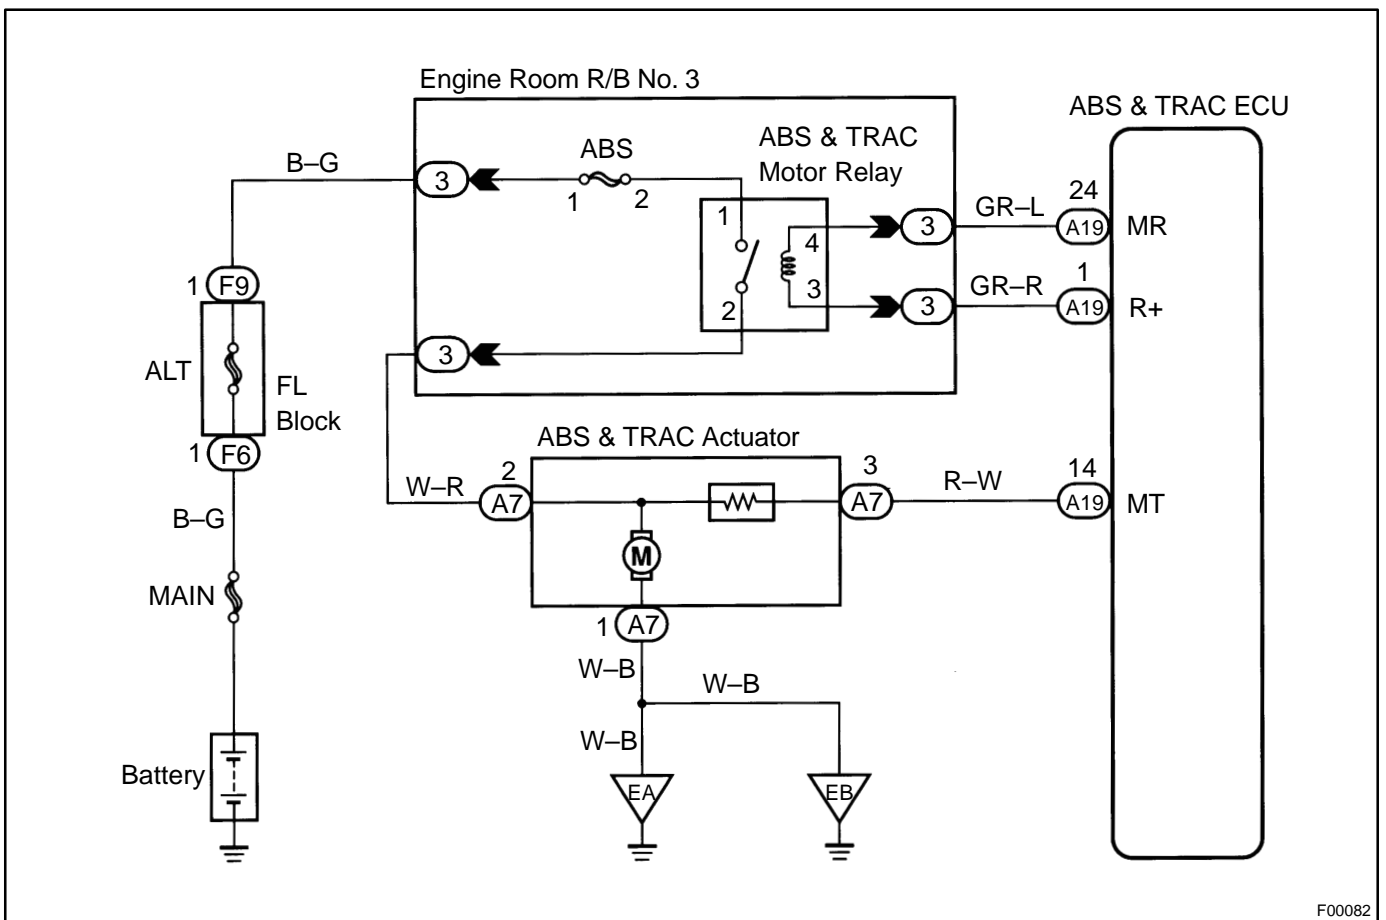 Engine Room R/B No. 3
ABS & TRAC ECU
B–G
3
ABS
1
2
ABS & TRAC
Motor Relay
1
2
4
3
3
GR–L
24
A19
MR
3
GR–R
1
A19
R+
3
1
F9
ALT
FL
Block
1
F6
B–G
MAIN
Battery
ABS & TRAC Actuator
W–R
2
A7
3
A7
R–W
14
A19
MT
M
1
A7
W–B
W–B
W–B
EA
EB
F00082